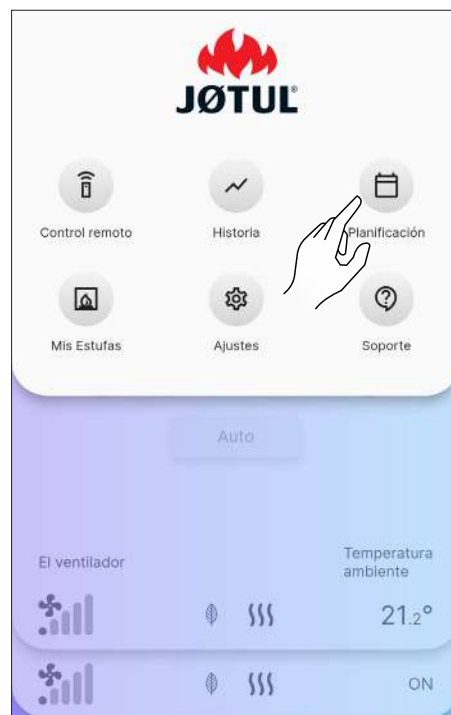 JØTUL
Control remoto
Historia
Planificación
Mis Estufas
Ajustes
Soporte
Auto
El ventilador
Temperatura
ambiente
21.2°
ON